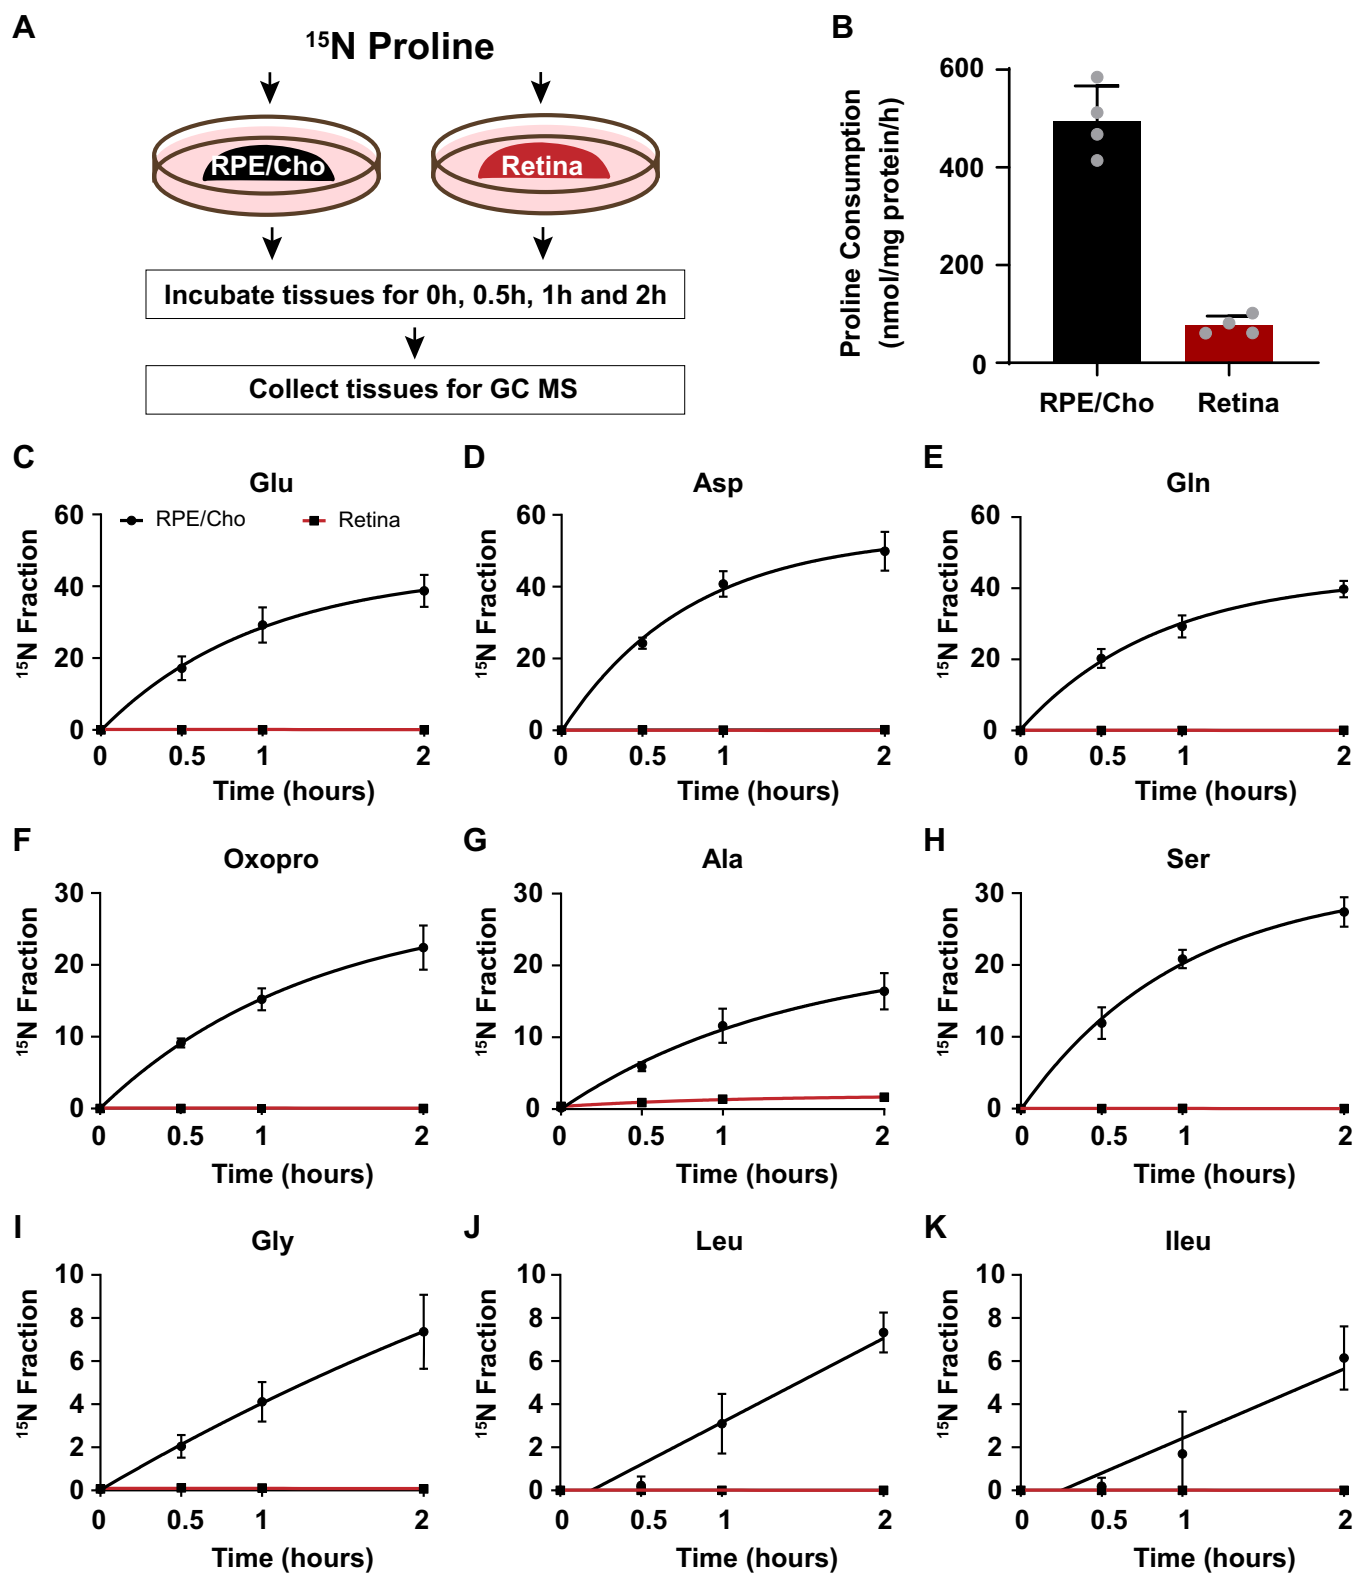 A
¹⁵N Proline
RPE/Cho
Retina
Incubate tissues for 0h, 0.5h, 1h and 2h
Collect tissues for GC MS
B
Proline Consumption
(nmol/mg protein/h)
600
400
200
0
RPE/Cho
Retina
C
Glu
RPE/Cho
Retina
¹⁵N Fraction
60
40
20
0
0 0.5 1 2
Time (hours)
D
Asp
¹⁵N Fraction
60
40
20
0
0 0.5 1 2
Time (hours)
E
Gln
¹⁵N Fraction
60
40
20
0
0 0.5 1 2
Time (hours)
F
Oxopro
¹⁵N Fraction
30
20
10
0
0 0.5 1 2
Time (hours)
G
Ala
¹⁵N Fraction
30
20
10
0
0 0.5 1 2
Time (hours)
H
Ser
¹⁵N Fraction
30
20
10
0
0 0.5 1 2
Time (hours)
I
Gly
¹⁵N Fraction
10
8
6
4
2
0
0 0.5 1 2
Time (hours)
J
Leu
¹⁵N Fraction
10
8
6
4
2
0
0 0.5 1 2
Time (hours)
K
Ileu
¹⁵N Fraction
10
8
6
4
2
0
0 0.5 1 2
Time (hours)